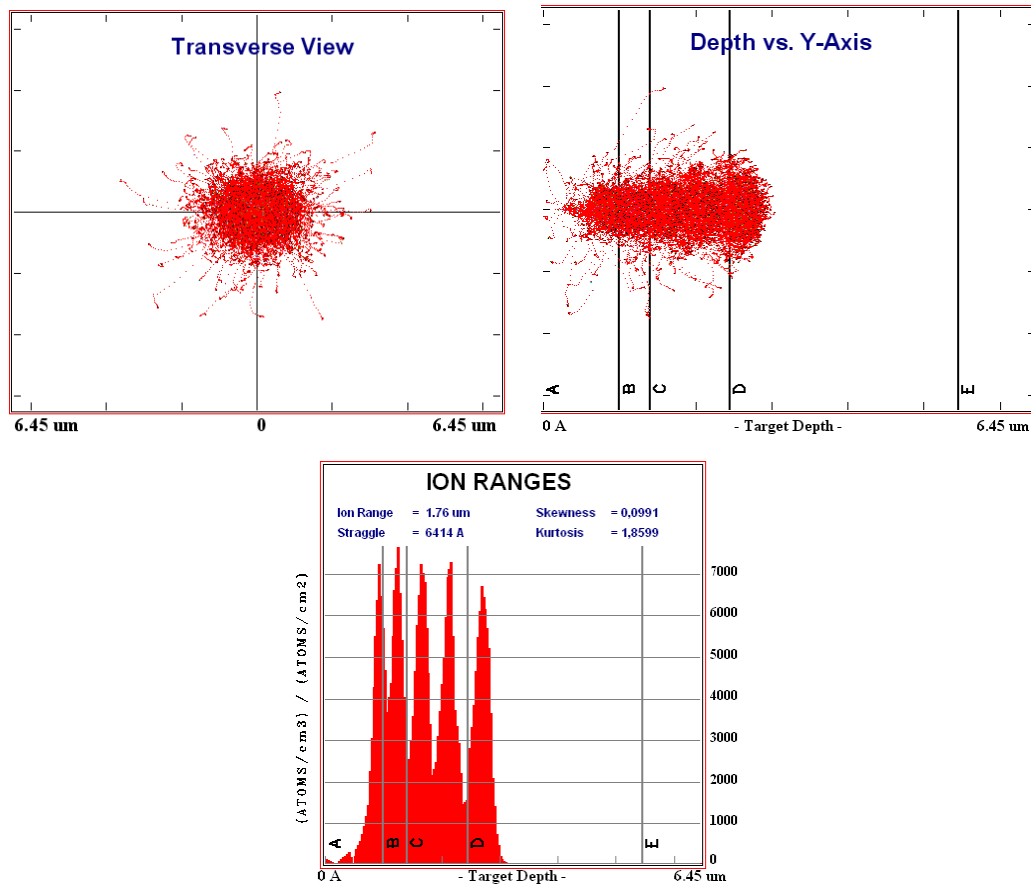 Transverse View
6.45 um 0 6.45 um
Depth vs. Y-Axis
A B C D E
0 A - Target Depth - 6.45 um
ION RANGES
Ion Range = 1.76 um Skewness = 0,0991
Straggle = 6414 A Kurtosis = 1,8599
(ATOMS/cm3) / (ATOMS/cm2)
7000
6000
5000
4000
3000
2000
1000
0
A B C D E
0 A - Target Depth - 6.45 um